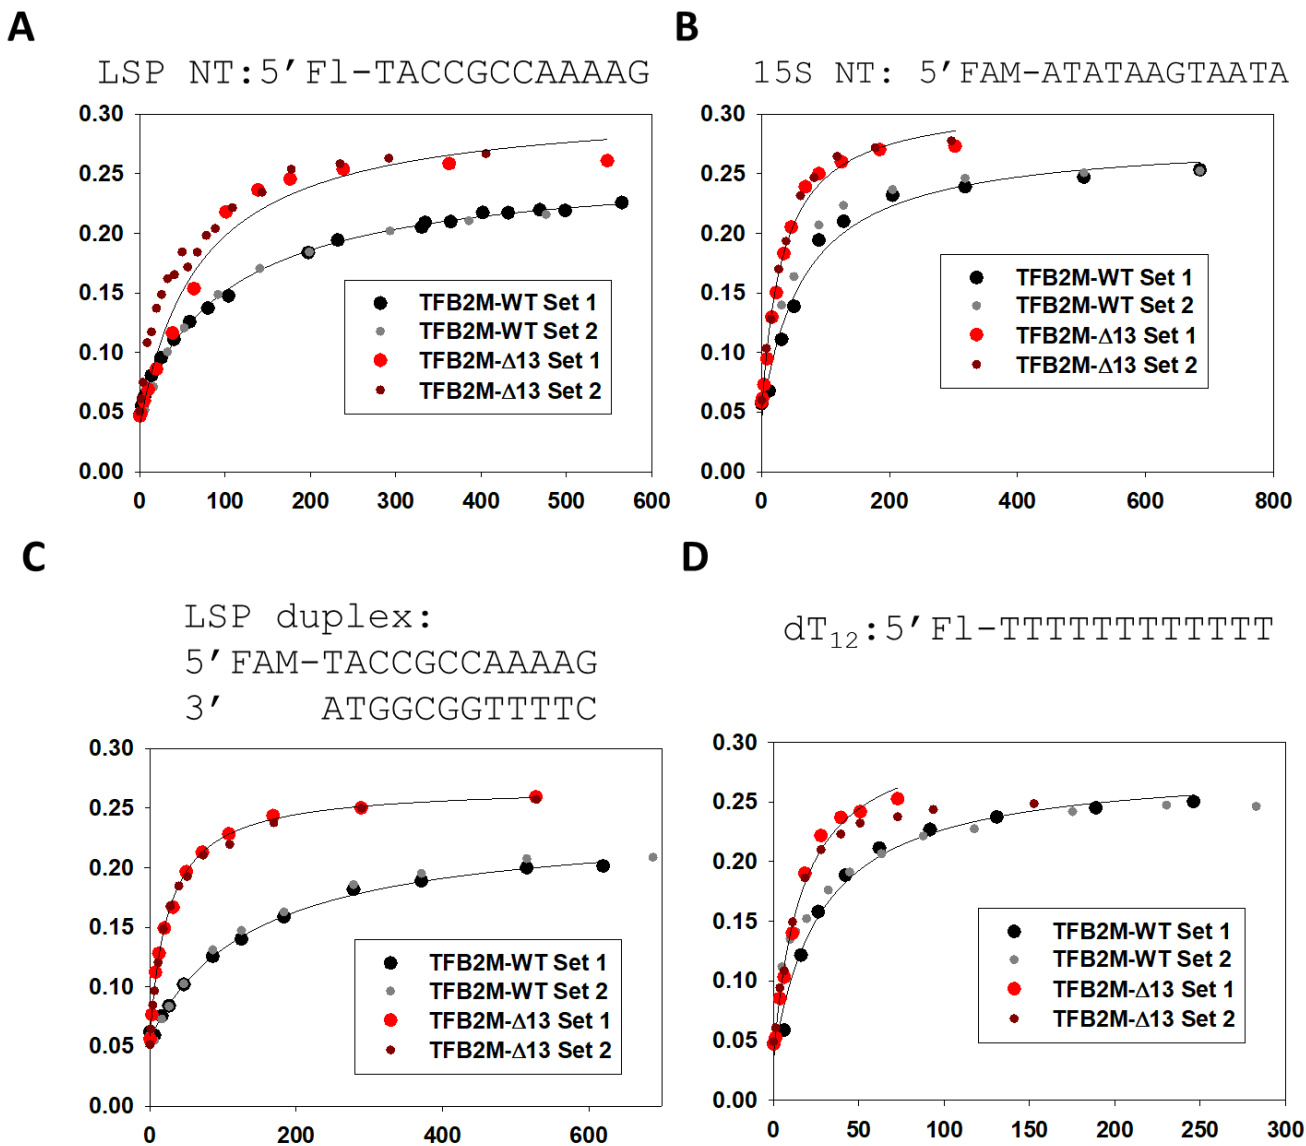 A
LSP NT:5′Fl-TACCGCCAAAAG
0.30
0.25
0.20
0.15
0.10
0.05
0.00
0 100 200 300 400 500 600
TFB2M-WT Set 1
TFB2M-WT Set 2
TFB2M-Δ13 Set 1
TFB2M-Δ13 Set 2
B
15S NT: 5′FAM-ATATAAGTAATA
0.30
0.25
0.20
0.15
0.10
0.05
0.00
0 200 400 600 800
TFB2M-WT Set 1
TFB2M-WT Set 2
TFB2M-Δ13 Set 1
TFB2M-Δ13 Set 2
C
LSP duplex:
5′FAM-TACCGCCAAAAG
3′ ATGGCGGTTTTC
0.30
0.25
0.20
0.15
0.10
0.05
0.00
0 200 400 600
TFB2M-WT Set 1
TFB2M-WT Set 2
TFB2M-Δ13 Set 1
TFB2M-Δ13 Set 2
D
dT₁₂:5′Fl-TTTTTTTTTTTT
0.30
0.25
0.20
0.15
0.10
0.05
0.00
0 50 100 150 200 250 300
TFB2M-WT Set 1
TFB2M-WT Set 2
TFB2M-Δ13 Set 1
TFB2M-Δ13 Set 2